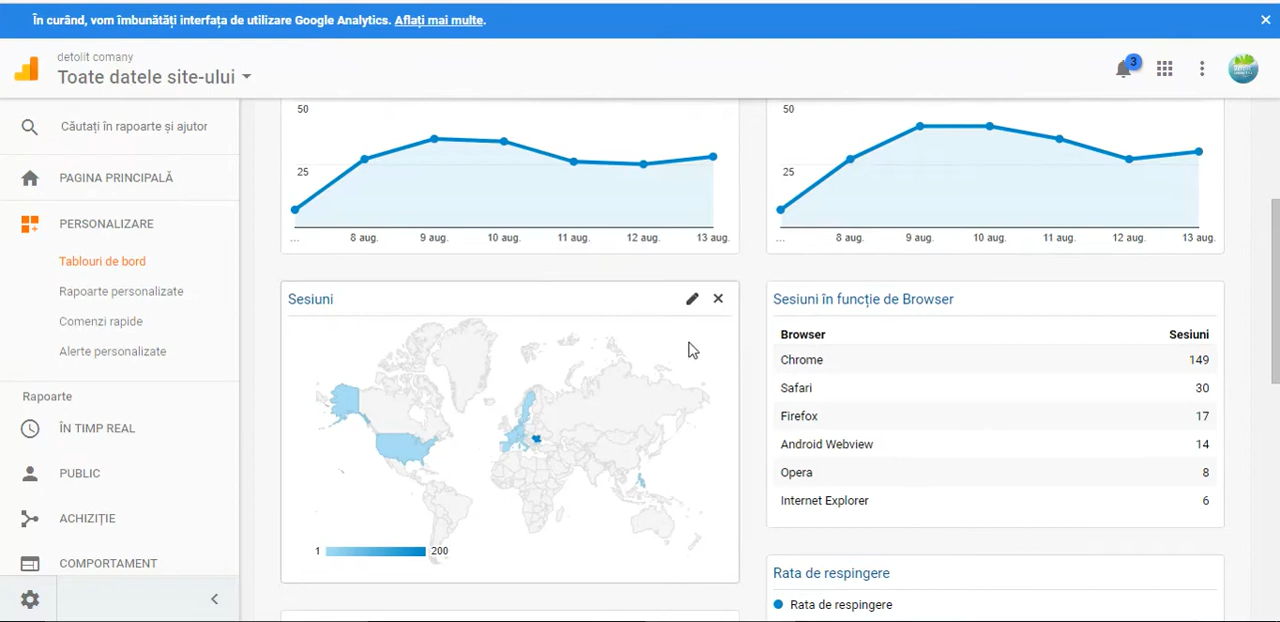 În curând, vom îmbunătăți interfața de utilizare Google Analytics. Aflați mai multe.
detolit comany
Toate datele site-ului
3
Căutați în rapoarte și ajutor
PAGINA PRINCIPALĂ
PERSONALIZARE
Tablouri de bord
Rapoarte personalizate
Comenzi rapide
Alerte personalizate
Rapoarte
ÎN TIMP REAL
PUBLIC
ACHIZIȚIE
COMPORTAMENT
50
25
... 8 aug. 9 aug. 10 aug. 11 aug. 12 aug. 13 aug.
50
25
... 8 aug. 9 aug. 10 aug. 11 aug. 12 aug. 13 aug.
Sesiuni
1 200
Sesiuni în funcție de Browser
Browser Sesiuni
Chrome 149
Safari 30
Firefox 17
Android Webview 14
Opera 8
Internet Explorer 6
Rata de respingere
Rata de respingere